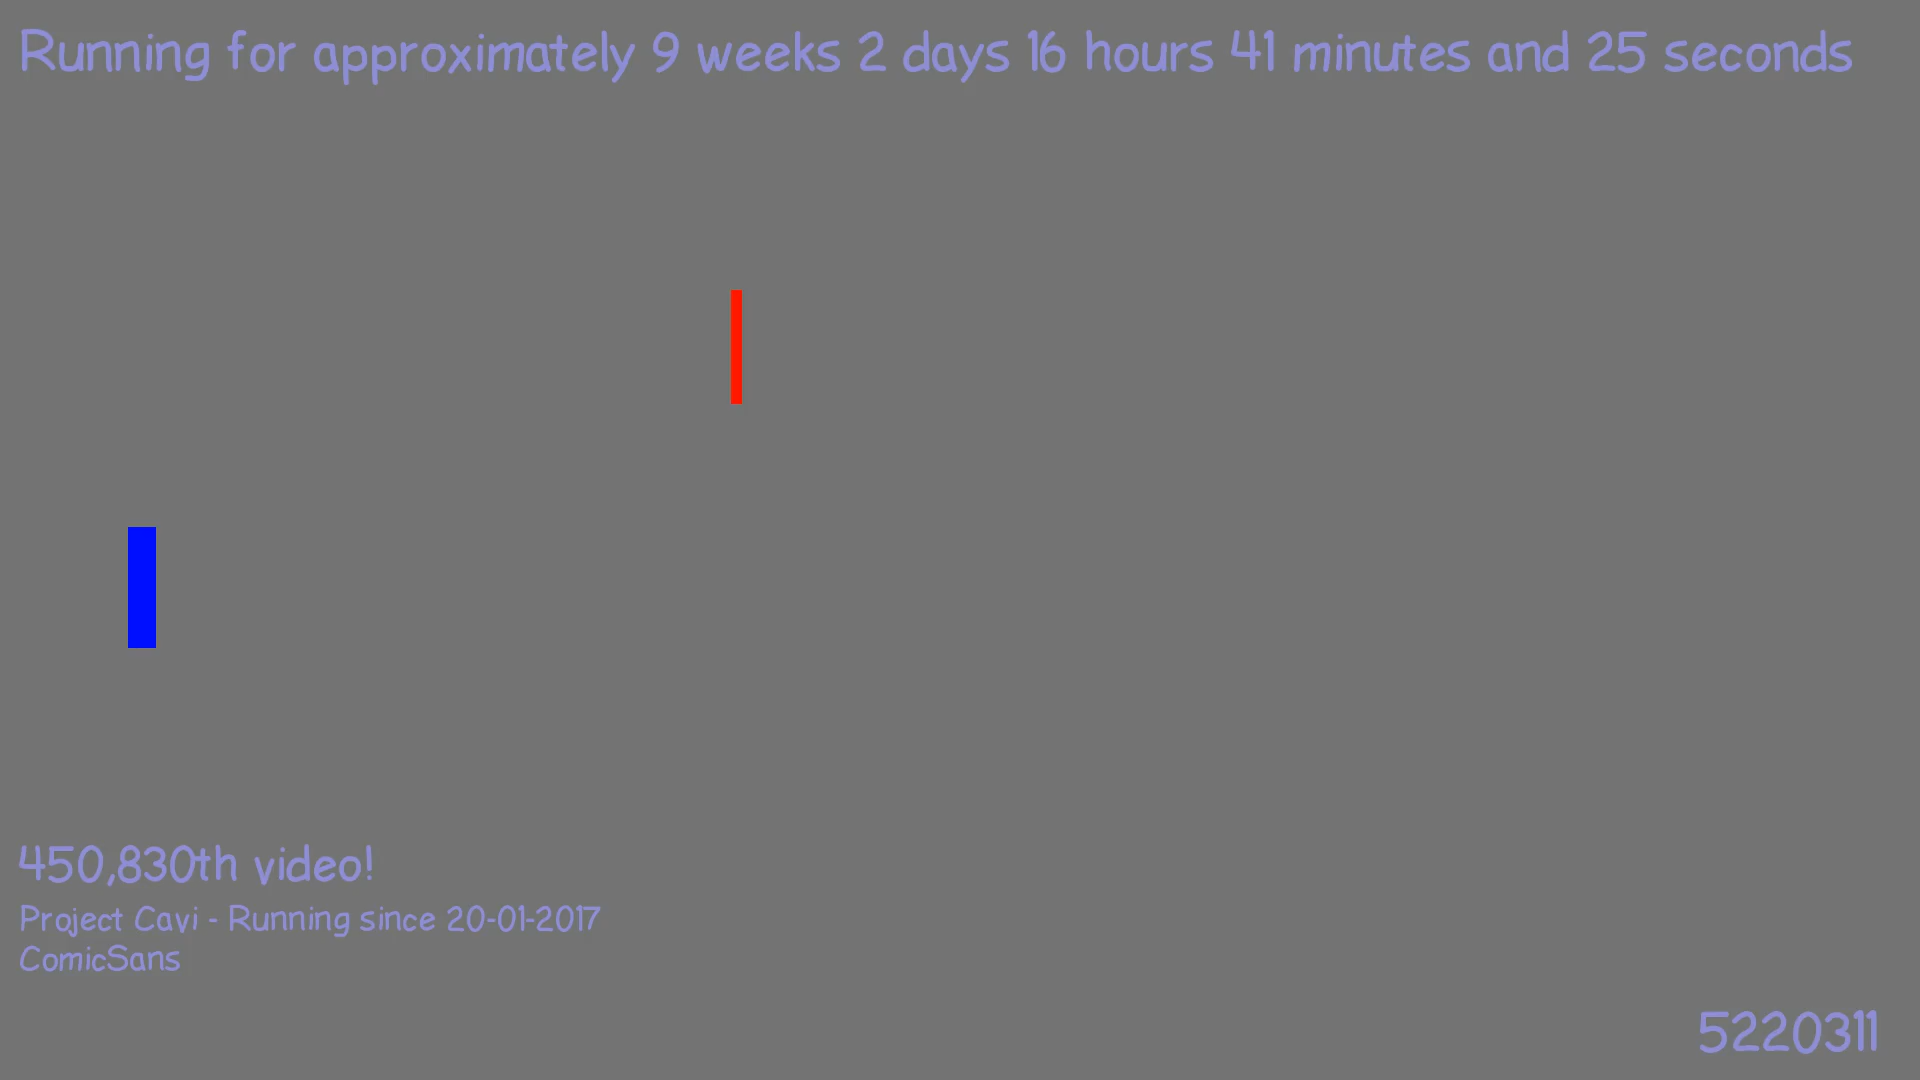 Running for approximately 9 weeks 2 days 16 hours 41 minutes and 25 seconds
450,830th video!
Project Cavi - Running since 20-01-2017
ComicSans
5220311